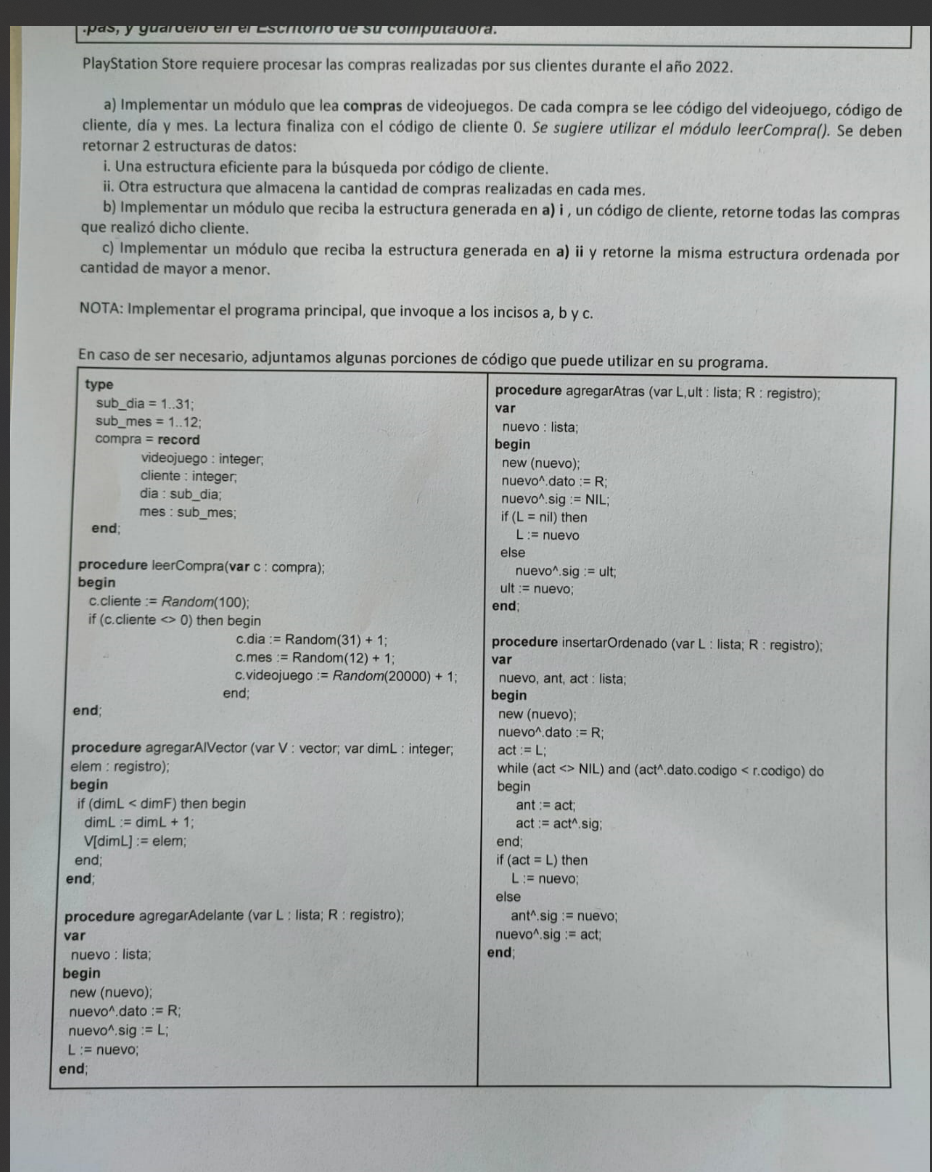 .pas, y guárdelo en el Escritorio de su computadora.
PlayStation Store requiere procesar las compras realizadas por sus clientes durante el año 2022.
a) Implementar un módulo que lea compras de videojuegos. De cada compra se lee código del videojuego, código de
cliente, día y mes. La lectura finaliza con el código de cliente 0. Se sugiere utilizar el módulo leerCompra(). Se deben
retornar 2 estructuras de datos:
i. Una estructura eficiente para la búsqueda por código de cliente.
ii. Otra estructura que almacena la cantidad de compras realizadas en cada mes.
b) Implementar un módulo que reciba la estructura generada en a) i , un código de cliente, retorne todas las compras
que realizó dicho cliente.
c) Implementar un módulo que reciba la estructura generada en a) ii y retorne la misma estructura ordenada por
cantidad de mayor a menor.
NOTA: Implementar el programa principal, que invoque a los incisos a, b y c.
En caso de ser necesario, adjuntamos algunas porciones de código que puede utilizar en su programa.
type
sub_dia = 1..31;
sub_mes = 1..12;
compra = record
videojuego : integer;
cliente : integer;
dia : sub_dia;
mes : sub_mes;
end;
procedure leerCompra(var c : compra);
begin
c.cliente := Random(100);
if (c.cliente <> 0) then begin
c.dia := Random(31) + 1;
c.mes := Random(12) + 1;
c.videojuego := Random(20000) + 1;
end;
end;
procedure agregarAlVector (var V : vector; var dimL : integer;
elem : registro);
begin
if (dimL < dimF) then begin
dimL := dimL + 1;
V[dimL] := elem;
end;
end;
procedure agregarAdelante (var L : lista; R : registro);
var
nuevo : lista;
begin
new (nuevo);
nuevo^.dato := R;
nuevo^.sig := L;
L := nuevo;
end;
procedure agregarAtras (var L,ult : lista; R : registro);
var
nuevo : lista;
begin
new (nuevo);
nuevo^.dato := R;
nuevo^.sig := NIL;
if (L = nil) then
L := nuevo
else
nuevo^.sig := ult;
ult := nuevo;
end;
procedure insertarOrdenado (var L : lista; R : registro);
var
nuevo, ant, act : lista;
begin
new (nuevo);
nuevo^.dato := R;
act := L;
while (act <> NIL) and (act^.dato.codigo < r.codigo) do
begin
ant := act;
act := act^.sig;
end;
if (act = L) then
L := nuevo;
else
ant^.sig := nuevo;
nuevo^.sig := act;
end;